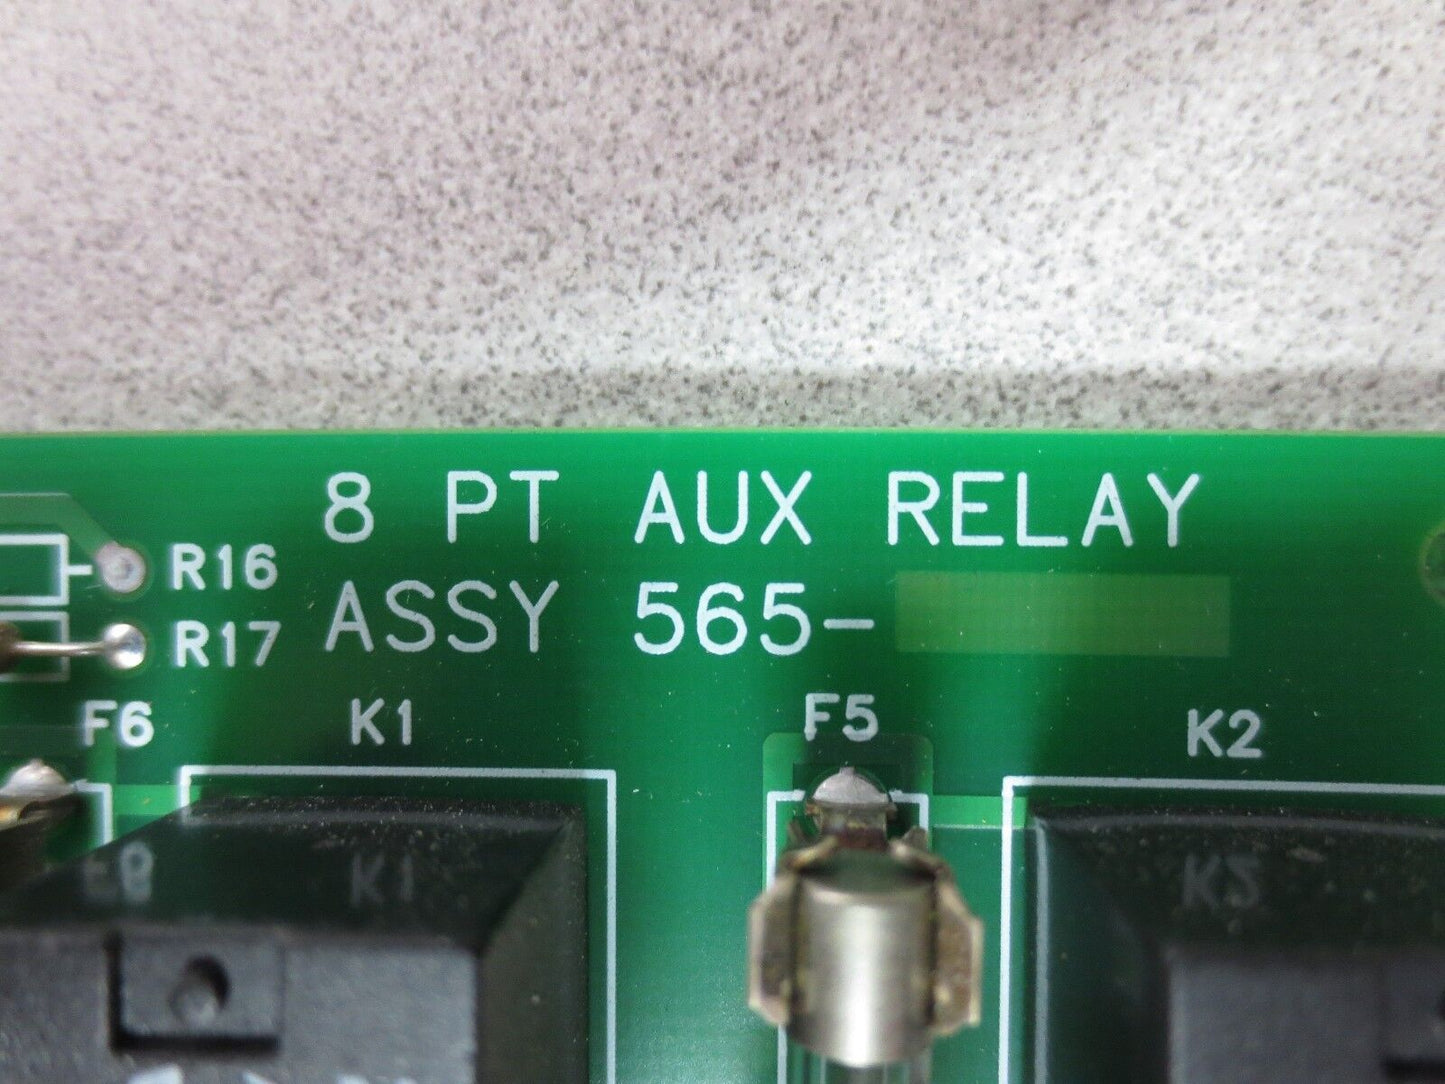 8 PT AUX RELAY
R16
ASSY 565-
R17
F6
K1
F5
K2